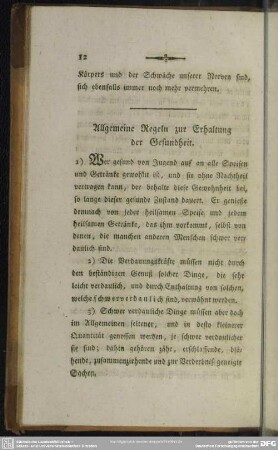 12
Körpers und der Schwäche unserer Nerven sind,
sich ebenfalls immer noch mehr vermehren.
Allgemeine Regeln zur Erhaltung
der Gesundheit.
1) Wer gesund von Jugend auf an alle Speisen
und Getränke gewöhnt ist, und sie ohne Nachtheil
vertragen kann, der behalte diese Gewohnheit bei,
so lange dieser gesunde Zustand dauert. Er genieße
demnach von jeder heilsamen Speise und jedem
heilsamen Getränke, das ihm vorkommt, selbst von
denen, die manchen anderen Menschen schwer ver
daulich sind.
2) Die Verdauungskräfte müssen nicht durch
den beständigen Genuß solcher Dinge, die sehr
leicht verdaulich, und durch Enthaltung von solchen,
welche schwerverdaulich sind, verwöhnt werden.
3) Schwer verdauliche Dinge müssen aber doch
im Allgemeinen seltener, und in desto kleinerer
Quantität genossen werden, je schwer verdaulicher
sie sind; dahin gehören zähe, erschlaffende, blä-
hende, zusammenziehende und zur Verderbniß geneigte
Sachen.